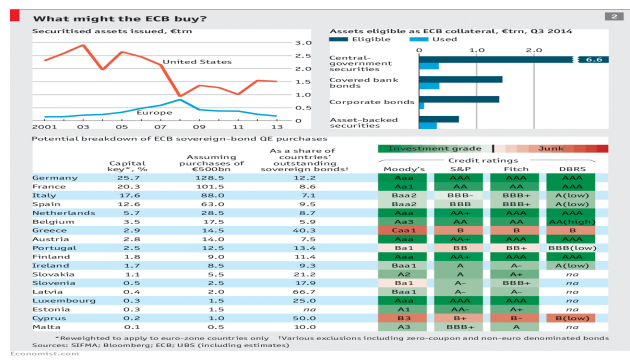 What might the ECB buy?
2
Securitised assets issued, €trn
3.0
2.5
2.0
1.5
1.0
0.5
0
United States
Europe
2001 03 05 07 09 11 13
Assets eligible as ECB collateral, €trn, Q3 2014
Eligible Used
0 1.0 2.0
Central-government securities 6.6
Covered bank bonds
Corporate bonds
Asset-backed securities
Potential breakdown of ECB sovereign-bond QE purchases
Investment grade Junk
Capital key*, % Assuming purchases of €500bn As a share of countries' outstanding sovereign bonds†
Credit ratings
Moody's S&P Fitch DBRS
Germany 25.7 128.5 12.2 Aaa AAA AAA AAA
France 20.3 101.5 8.6 Aa1 AA AA AAA
Italy 17.6 88.0 7.1 Baa2 BBB- BBB+ A(low)
Spain 12.6 63.0 9.5 Baa2 BBB BBB+ A(low)
Netherlands 5.7 28.5 8.7 Aaa AA+ AAA AAA
Belgium 3.5 17.5 5.9 Aa3 AA AA AA(high)
Greece 2.9 14.5 40.3 Caa1 B B B
Austria 2.8 14.0 7.5 Aaa AA+ AAA AAA
Portugal 2.5 12.5 13.4 Ba1 BB BB+ BBB(low)
Finland 1.8 9.0 11.4 Aaa AA+ AAA AAA
Ireland 1.7 8.5 9.3 Baa1 A A- A(low)
Slovakia 1.1 5.5 21.2 A2 A A+ na
Slovenia 0.5 2.5 17.9 Ba1 A- BBB+ na
Latvia 0.4 2.0 66.7 Baa1 A- A- na
Luxembourg 0.3 1.5 25.0 Aaa AAA AAA na
Estonia 0.3 1.5 na A1 AA- A+ na
Cyprus 0.2 1.0 50.0 B3 B+ B- B(low)
Malta 0.1 0.5 10.0 A3 BBB+ A na
*Reweighted to apply to euro-zone countries only †Various exclusions including zero-coupon and non-euro denominated bonds
Sources: SIFMA; Bloomberg; ECB; UBS (including estimates)
Economist.com